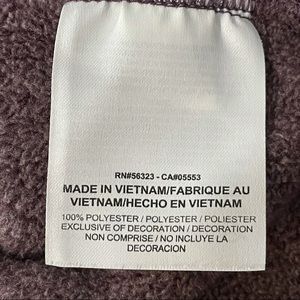 RN#56323 - CA#05553
MADE IN VIETNAM/FABRIQUE AU
VIETNAM/HECHO EN VIETNAM
100% POLYESTER / POLYESTER / POLIESTER
EXCLUSIVE OF DECORATION / DECORATION
NON COMPRISE / NO INCLUYE LA
DECORACION